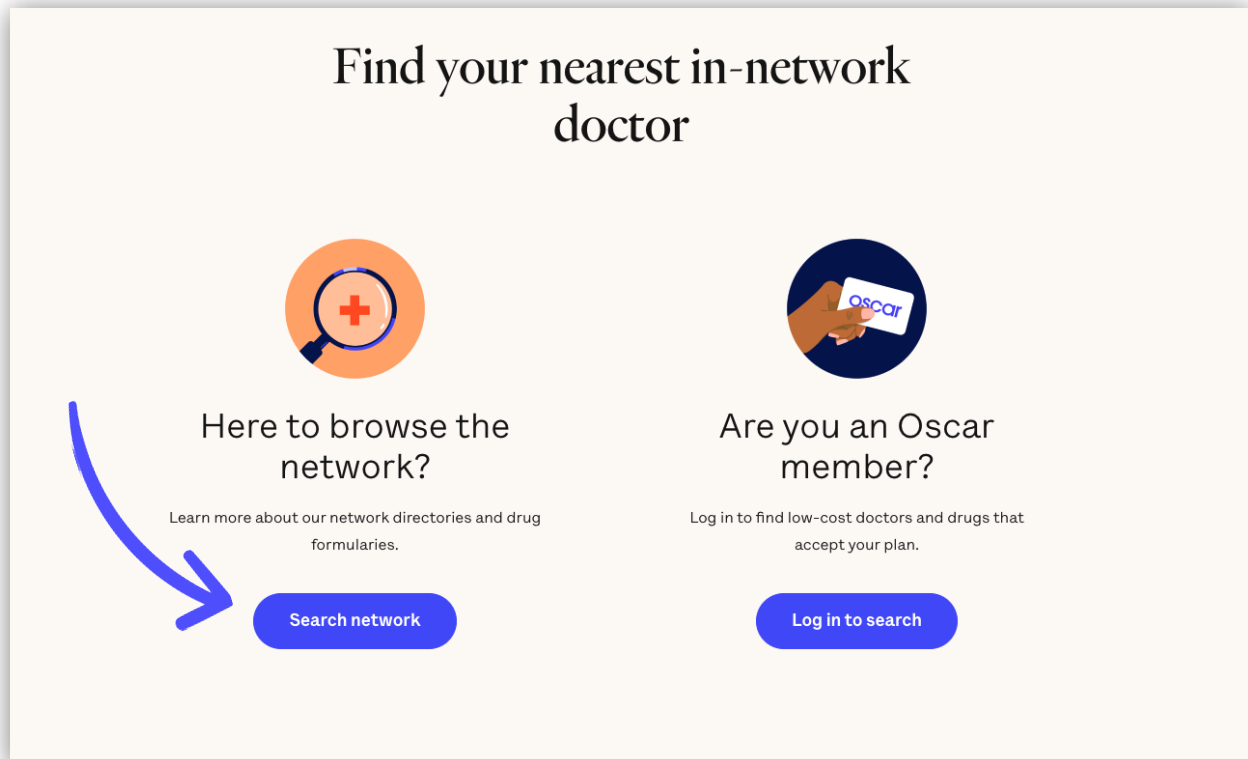 Find your nearest in-network
doctor
oscar
Here to browse the
network?
Learn more about our network directories and drug
formularies.
Search network
Are you an Oscar
member?
Log in to find low-cost doctors and drugs that
accept your plan.
Log in to search